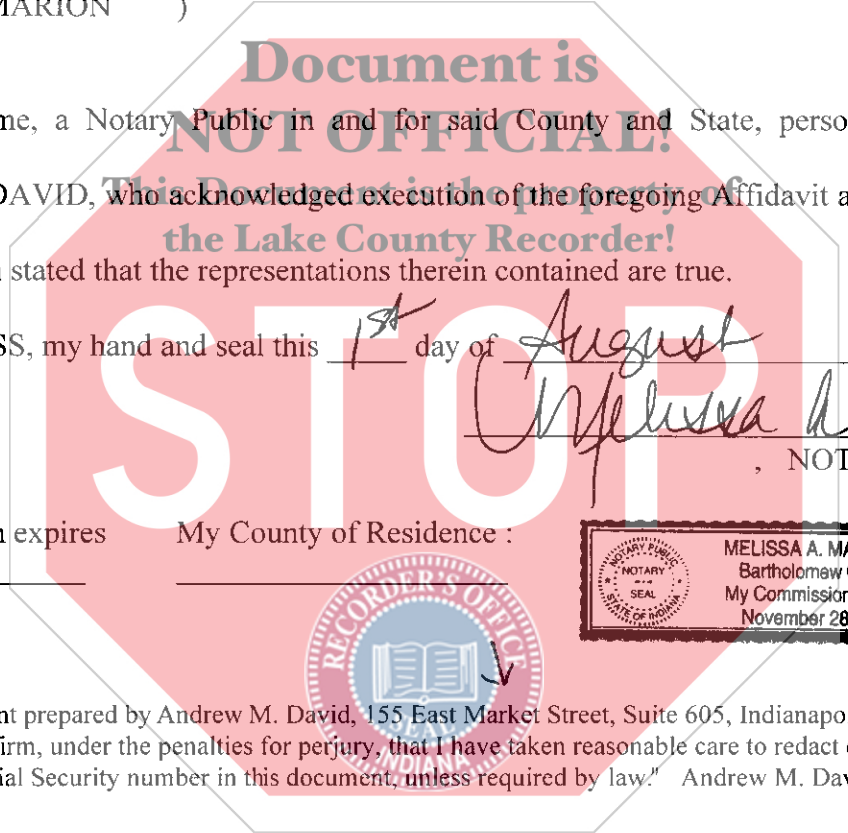 MARION )
Document is
me, a Notary Public in and for said County and State, perso
NOT OFFICIAL!
DAVID, who acknowledged execution of the foregoing Affidavit a
This Document is the property of
the Lake County Recorder!
stated that the representations therein contained are true.
SS, my hand and seal this 1st day of August
STOP
Melissa A
, NOT
expires My County of Residence :
MELISSA A. MA
Bartholomew
My Commission
November 28
NOTARY PUBLIC
NOTARY
SEAL
STATE OF INDIANA
RECORDER'S OFFICE
SEAL
INDIANA
nt prepared by Andrew M. David, 155 East Market Street, Suite 605, Indianapo
irm, under the penalties for perjury, that I have taken reasonable care to redact
ial Security number in this document, unless required by law." Andrew M. Dav